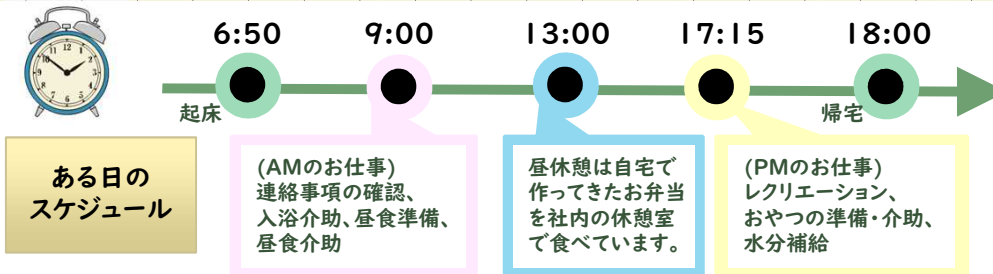 6:50
9:00
13:00
17:15
18:00
起床
帰宅
ある日の
スケジュール
(AMのお仕事)
連絡事項の確認、
入浴介助、昼食準備、
昼食介助
昼休憩は自宅で
作ってきたお弁当
を社内の休憩室
で食べています。
(PMのお仕事)
レクリエーション、
おやつの準備・介助、
水分補給